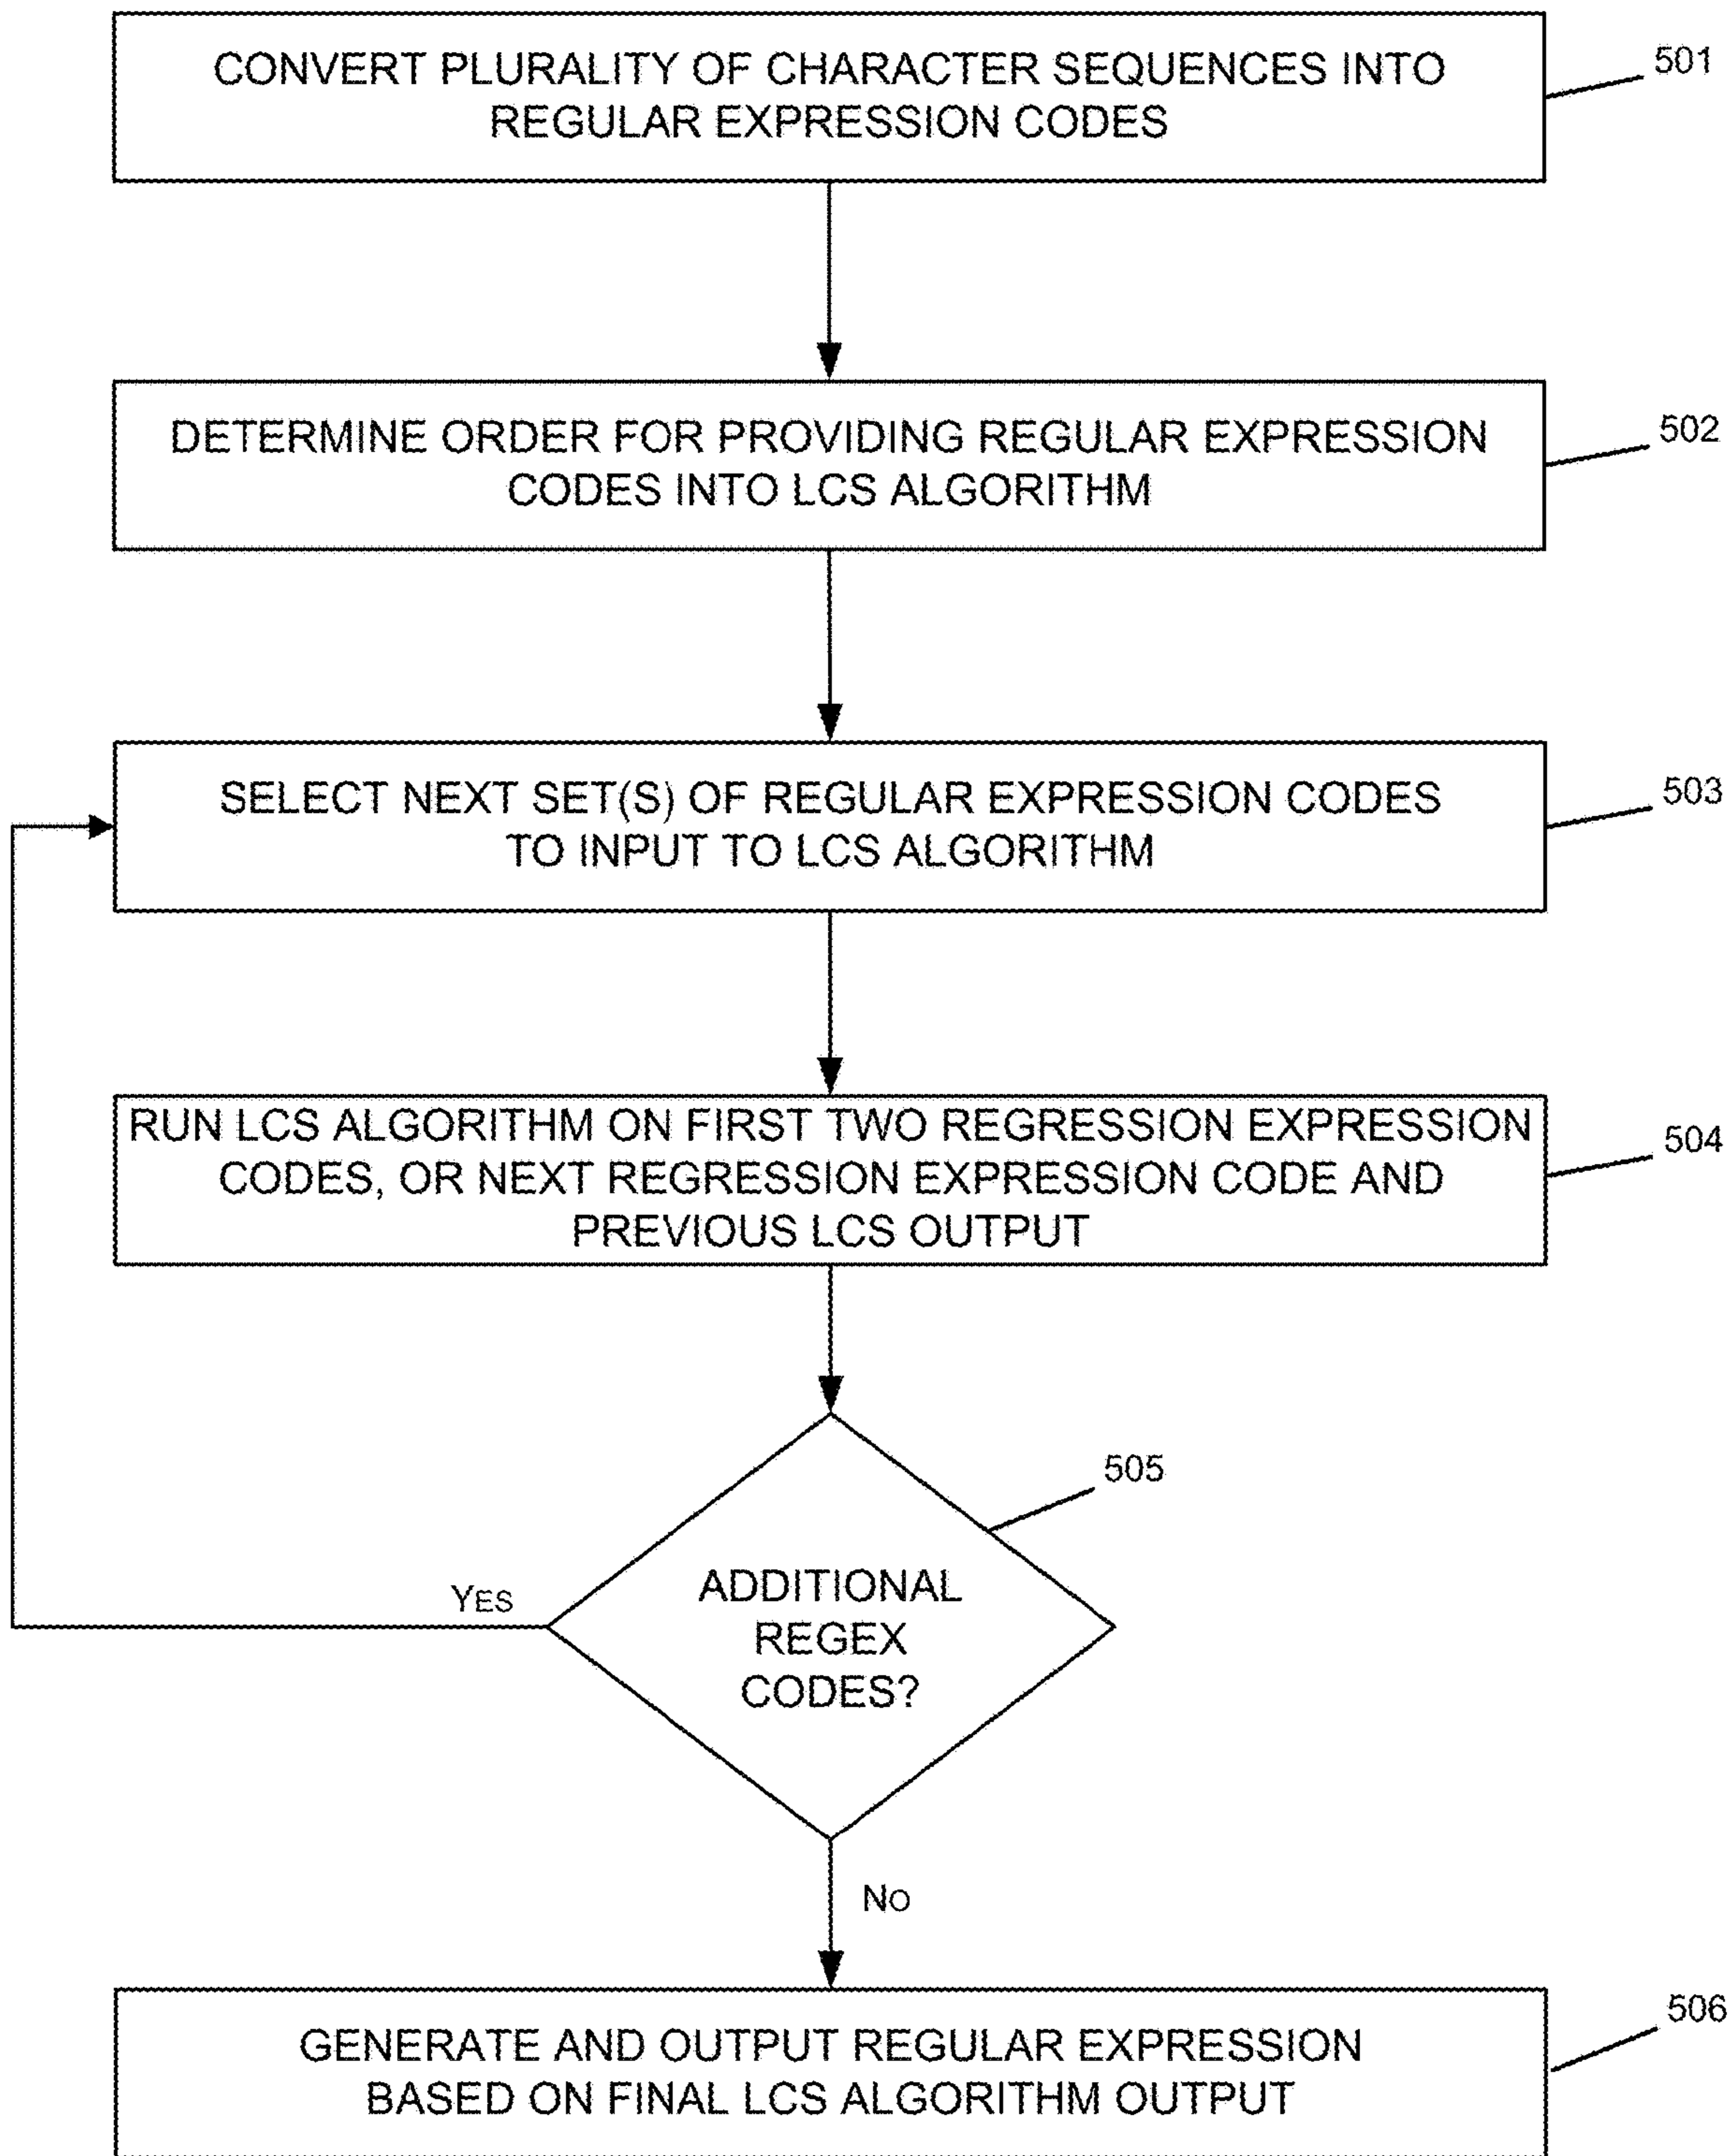 CONVERT PLURALITY OF CHARACTER SEQUENCES INTO
REGULAR EXPRESSION CODES
501
DETERMINE ORDER FOR PROVIDING REGULAR EXPRESSION
CODES INTO LCS ALGORITHM
502
SELECT NEXT SET(S) OF REGULAR EXPRESSION CODES
TO INPUT TO LCS ALGORITHM
503
RUN LCS ALGORITHM ON FIRST TWO REGRESSION EXPRESSION
CODES, OR NEXT REGRESSION EXPRESSION CODE AND
PREVIOUS LCS OUTPUT
504
505
YES
ADDITIONAL
REGEX
CODES?
NO
GENERATE AND OUTPUT REGULAR EXPRESSION
BASED ON FINAL LCS ALGORITHM OUTPUT
506